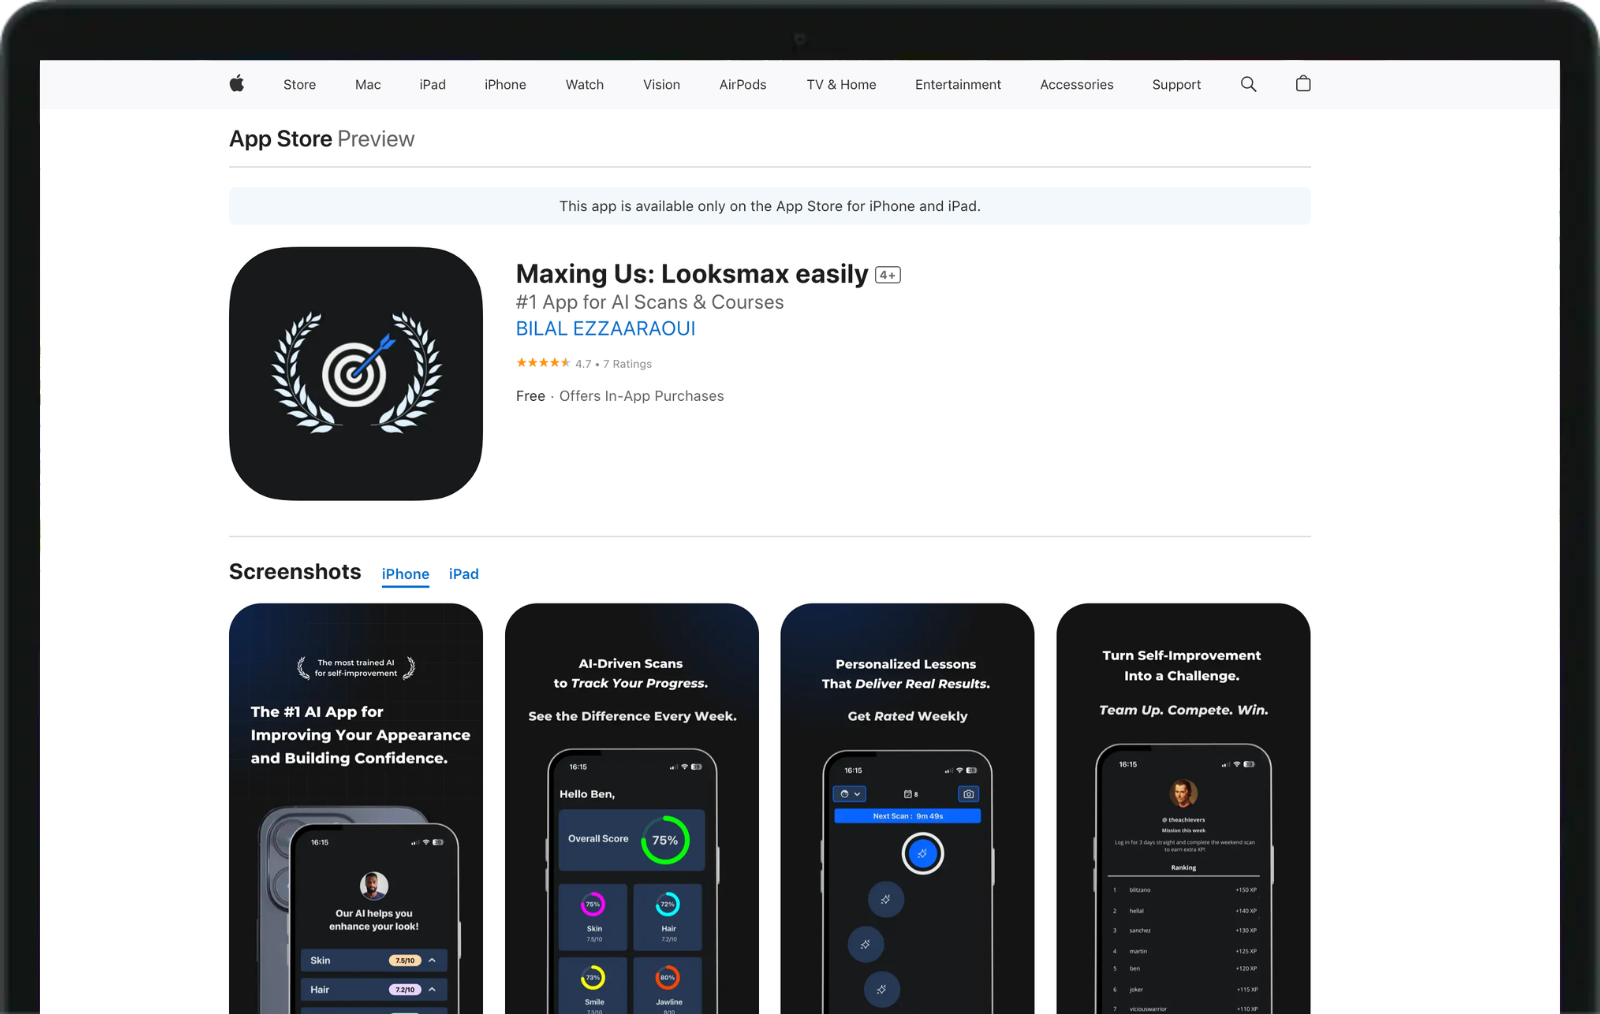 Store Mac iPad iPhone Watch Vision AirPods TV & Home Entertainment Accessories Support
App Store Preview
This app is available only on the App Store for iPhone and iPad.
Maxing Us: Looksmax easily 4+
#1 App for AI Scans & Courses
BILAL EZZAARAOUI
4.7 • 7 Ratings
Free · Offers In-App Purchases
Screenshots iPhone iPad
The most trained AI
for self-improvement
The #1 AI App for
Improving Your Appearance
and Building Confidence.
16:15
Our AI helps you
enhance your look!
Skin 7.5/10
Hair 7.2/10
AI-Driven Scans
to Track Your Progress.
See the Difference Every Week.
16:15
Hello Ben,
Overall Score 75%
75% 72%
Skin Hair
7.5/10 7.2/10
73% 80%
Smile Jawline
7.3/10 8/10
Personalized Lessons
That Deliver Real Results.
Get Rated Weekly
16:15
8
Next Scan : 9m 49s
Turn Self-Improvement
Into a Challenge.
Team Up. Compete. Win.
16:15
@ theachievers
Mission this week
Log in for 3 days straight and complete the weekend scan
to earn extra XP!
Ranking
1 blitzano +150 XP
2 hellal +140 XP
3 sanchez +130 XP
4 martin +125 XP
5 ben +120 XP
6 joker +115 XP
7 viciouswarrior +110 XP